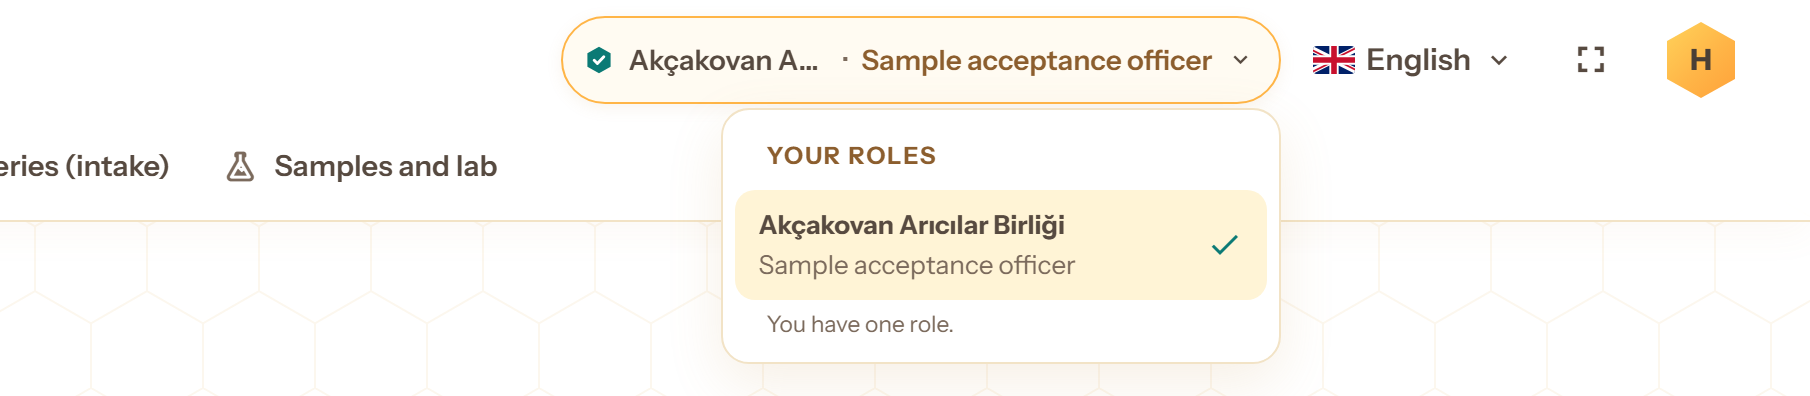 Akçakovan A... · Sample acceptance officer
English
H
eries (intake)
Samples and lab
YOUR ROLES
Akçakovan Arıcılar Birliği
Sample acceptance officer
You have one role.